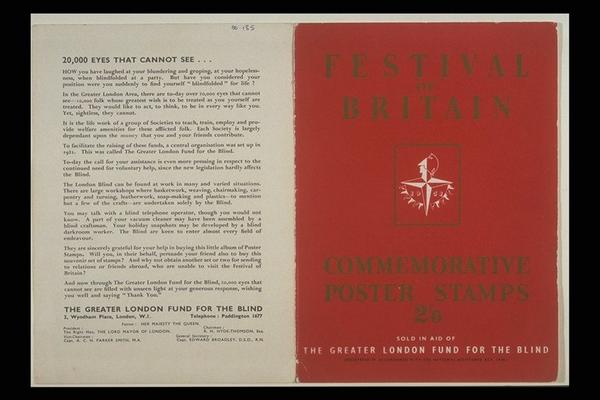 ∞ 135
20,000 EYES THAT CANNOT SEE . . .
HOW you have laughed at your blundering and groping, at your hopeless-
ness, when blindfolded at a party. But have you considered your
position were you suddenly to find yourself "blindfolded" for life ?
In the Greater London Area, there are to-day over 20,000 eyes that cannot
see—10,000 folk whose greatest wish is to be treated as you yourself are
treated. They would like to act, to think, to be in every way like you.
Yet, sightless, they cannot.
It is the life work of a group of Societies to teach, train, employ and pro-
vide welfare amenities for these afflicted folk. Each Society is largely
dependant upon the money that you and your friends contribute.
To facilitate the raising of these funds, a central organisation was set up in
1921. This was called The Greater London Fund for the Blind.
To-day the call for your assistance is even more pressing in respect to the
continued need for voluntary help, since the new legislation hardly affects
the Blind.
The London Blind can be found at work in many and varied situations.
There are large workshops where basketwork, weaving, chairmaking, car-
pentry and turning, leatherwork, soap-making and plastics—to mention
but a few of the crafts—are undertaken solely by the Blind.
You may talk with a blind telephone operator, though you would not
know. A part of your vacuum cleaner may have been assembled by a
blind craftsman. Your holiday snapshots may be developed by a blind
darkroom worker. The Blind are keen to enter almost every field of
endeavour.
They are sincerely grateful for your help in buying this little album of Poster
Stamps. Will you, in their behalf, persuade your friend also to buy this
souvenir set of stamps? And why not obtain another set or two for sending
to relations or friends abroad, who are unable to visit the Festival of
Britain?
And now through The Greater London Fund for the Blind, 20,000 eyes that
cannot see are filled with unseen light at your generous response, wishing
you well and saying "Thank You."
THE GREATER LONDON FUND FOR THE BLIND
2, Wyndham Place, London, W.1. Telephone : Paddington 1677
Patron : HER MAJESTY THE QUEEN.
President : Chairman :
The Right Hon. THE LORD MAYOR OF LONDON. R. H. MYOR-THOMSON, Esq.
Vice-Chairman : General Secretary :
Capt. A. C. N. PARKER SMITH, M.A. Capt. EDWARD BROADLEY, D.S.O., R.N.
FESTIVAL
OF
BRITAIN
COMMEMORATIVE
POSTER STAMPS
2/6
SOLD IN AID OF
THE GREATER LONDON FUND FOR THE BLIND